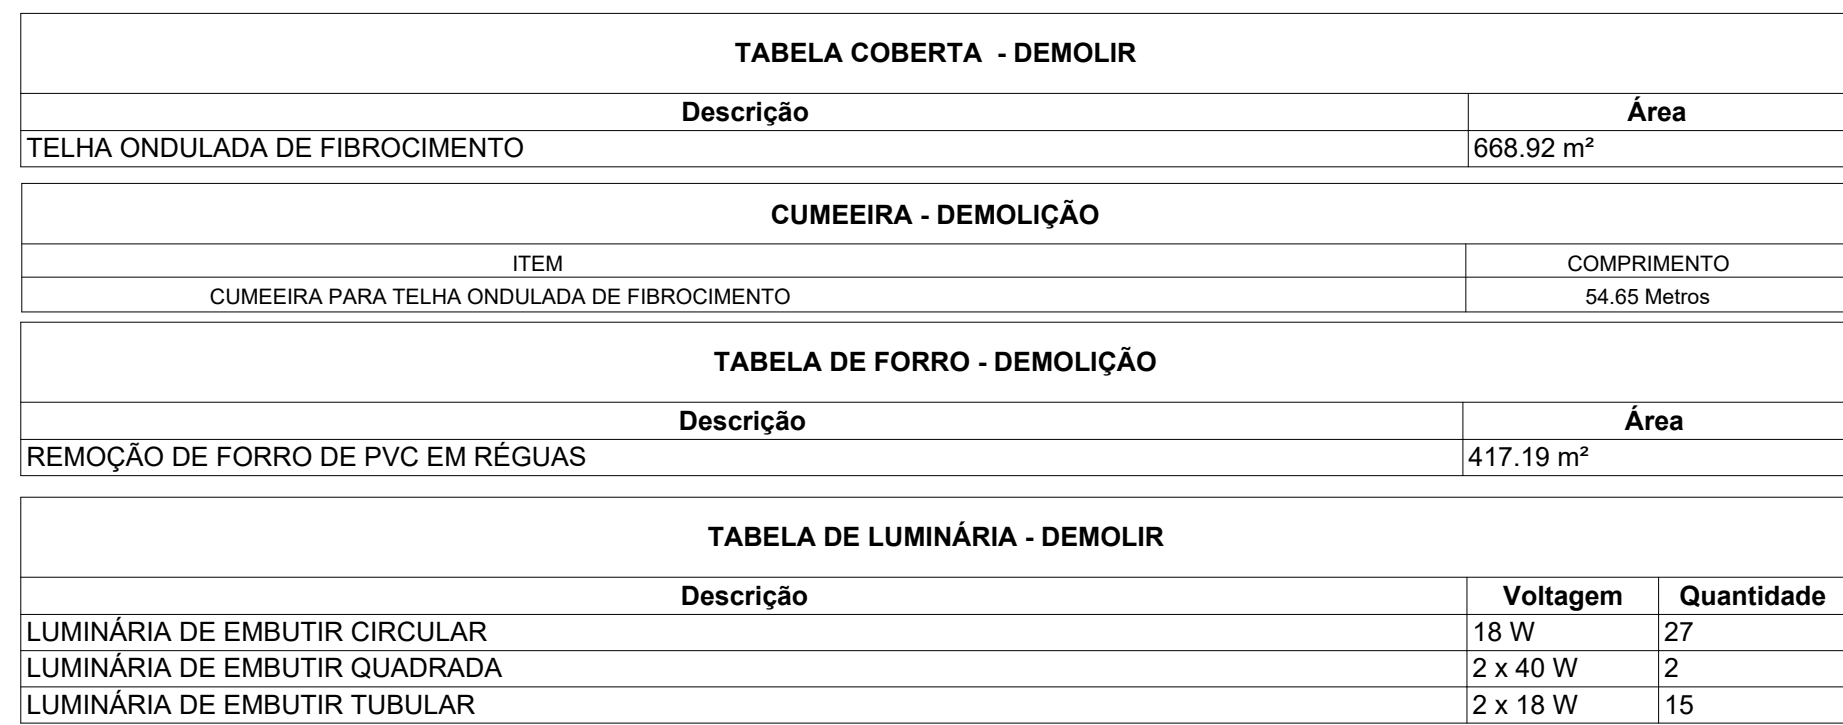 TABELA COBERTA - DEMOLIR
Descrição Área
TELHA ONDULADA DE FIBROCIMENTO 668.92 m²
CUMEEIRA - DEMOLIÇÃO
ITEM COMPRIMENTO
CUMEEIRA PARA TELHA ONDULADA DE FIBROCIMENTO 54.65 Metros
TABELA DE FORRO - DEMOLIÇÃO
Descrição Área
REMOÇÃO DE FORRO DE PVC EM RÉGUAS 417.19 m²
TABELA DE LUMINÁRIA - DEMOLIR
Descrição Voltagem Quantidade
LUMINÁRIA DE EMBUTIR CIRCULAR 18 W 27
LUMINÁRIA DE EMBUTIR QUADRADA 2 x 40 W 2
LUMINÁRIA DE EMBUTIR TUBULAR 2 x 18 W 15